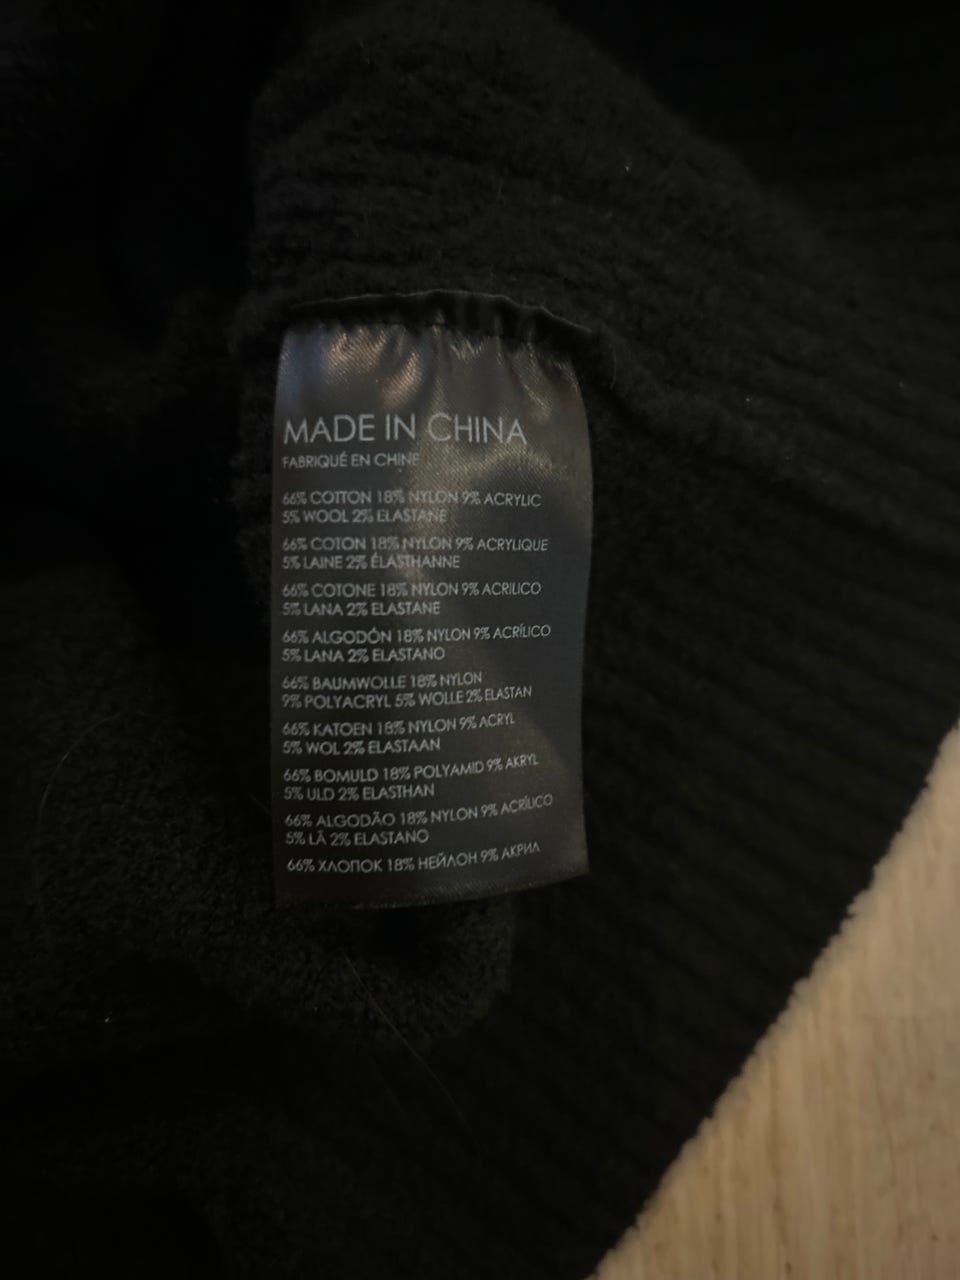 MADE IN CHINA
FABRIQUÉ EN CHINE
66% COTTON 18% NYLON 9% ACRYLIC
5% WOOL 2% ELASTANE
66% COTON 18% NYLON 9% ACRYLIQUE
5% LAINE 2% ÉLASTHANNE
66% COTONE 18% NYLON 9% ACRILICO
5% LANA 2% ELASTANE
66% ALGODÓN 18% NYLON 9% ACRÍLICO
5% LANA 2% ELASTANO
66% BAUMWOLLE 18% NYLON
9% POLYACRYL 5% WOLLE 2% ELASTAN
66% KATOEN 18% NYLON 9% ACRYL
5% WOL 2% ELASTAAN
66% BOMULD 18% POLYAMID 9% AKRYL
5% ULD 2% ELASTHAN
66% ALGODÃO 18% NYLON 9% ACRÍLICO
5% LÃ 2% ELASTANO
66% ХЛОПОК 18% НЕЙЛОН 9% АКРИЛ